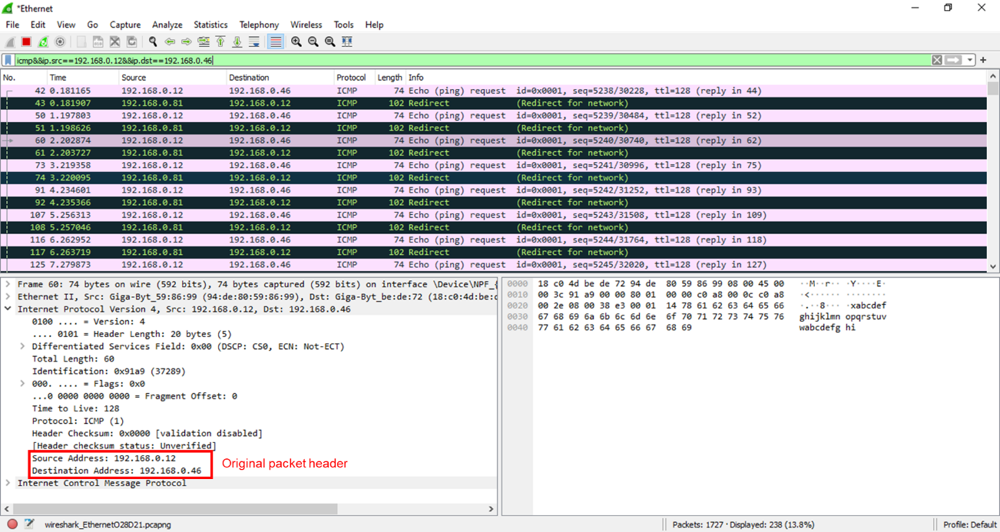 *Ethernet
File Edit View Go Capture Analyze Statistics Telephony Wireless Tools Help
icmp&&ip.src==192.168.0.12&&ip.dst==192.168.0.46
No. Time Source Destination Protocol Length Info
42 0.181165 192.168.0.12 192.168.0.46 ICMP 74 Echo (ping) request id=0x0001, seq=5238/30228, ttl=128 (reply in 44)
43 0.181907 192.168.0.81 192.168.0.12 ICMP 102 Redirect (Redirect for network)
50 1.197803 192.168.0.12 192.168.0.46 ICMP 74 Echo (ping) request id=0x0001, seq=5239/30484, ttl=128 (reply in 52)
51 1.198626 192.168.0.81 192.168.0.12 ICMP 102 Redirect (Redirect for network)
60 2.202874 192.168.0.12 192.168.0.46 ICMP 74 Echo (ping) request id=0x0001, seq=5240/30740, ttl=128 (reply in 62)
61 2.203727 192.168.0.81 192.168.0.12 ICMP 102 Redirect (Redirect for network)
73 3.219358 192.168.0.12 192.168.0.46 ICMP 74 Echo (ping) request id=0x0001, seq=5241/30996, ttl=128 (reply in 75)
74 3.220095 192.168.0.81 192.168.0.12 ICMP 102 Redirect (Redirect for network)
91 4.234601 192.168.0.12 192.168.0.46 ICMP 74 Echo (ping) request id=0x0001, seq=5242/31252, ttl=128 (reply in 93)
92 4.235366 192.168.0.81 192.168.0.12 ICMP 102 Redirect (Redirect for network)
107 5.256313 192.168.0.12 192.168.0.46 ICMP 74 Echo (ping) request id=0x0001, seq=5243/31508, ttl=128 (reply in 109)
108 5.257046 192.168.0.81 192.168.0.12 ICMP 102 Redirect (Redirect for network)
116 6.262952 192.168.0.12 192.168.0.46 ICMP 74 Echo (ping) request id=0x0001, seq=5244/31764, ttl=128 (reply in 118)
117 6.263719 192.168.0.81 192.168.0.12 ICMP 102 Redirect (Redirect for network)
125 7.279873 192.168.0.12 192.168.0.46 ICMP 74 Echo (ping) request id=0x0001, seq=5245/32020, ttl=128 (reply in 127)
Frame 60: 74 bytes on wire (592 bits), 74 bytes captured (592 bits) on interface \Device\NPF_{
Ethernet II, Src: Giga-Byt_59:86:99 (94:de:80:59:86:99), Dst: Giga-Byt_be:de:72 (18:c0:4d:be:d
Internet Protocol Version 4, Src: 192.168.0.12, Dst: 192.168.0.46
0100 .... = Version: 4
.... 0101 = Header Length: 20 bytes (5)
Differentiated Services Field: 0x00 (DSCP: CS0, ECN: Not-ECT)
Total Length: 60
Identification: 0x91a9 (37289)
000. .... = Flags: 0x0
...0 0000 0000 0000 = Fragment Offset: 0
Time to Live: 128
Protocol: ICMP (1)
Header Checksum: 0x0000 [validation disabled]
[Header checksum status: Unverified]
Source Address: 192.168.0.12
Destination Address: 192.168.0.46
Original packet header
Internet Control Message Protocol
0000 18 c0 4d be de 72 94 de 80 59 86 99 08 00 45 00 ··M··r·· ·Y····E·
0010 00 3c 91 a9 00 00 80 01 00 00 c0 a8 00 0c c0 a8 ·<······ ········
0020 00 2e 08 00 38 e3 00 01 14 78 61 62 63 64 65 66 ·.··8··· ·xabcdef
0030 67 68 69 6a 6b 6c 6d 6e 6f 70 71 72 73 74 75 76 ghijklmn opqrstuv
0040 77 61 62 63 64 65 66 67 68 69 wabcdefg hi
wireshark_EthernetO28D21.pcapng
Packets: 1727 · Displayed: 238 (13.8%)
Profile: Default